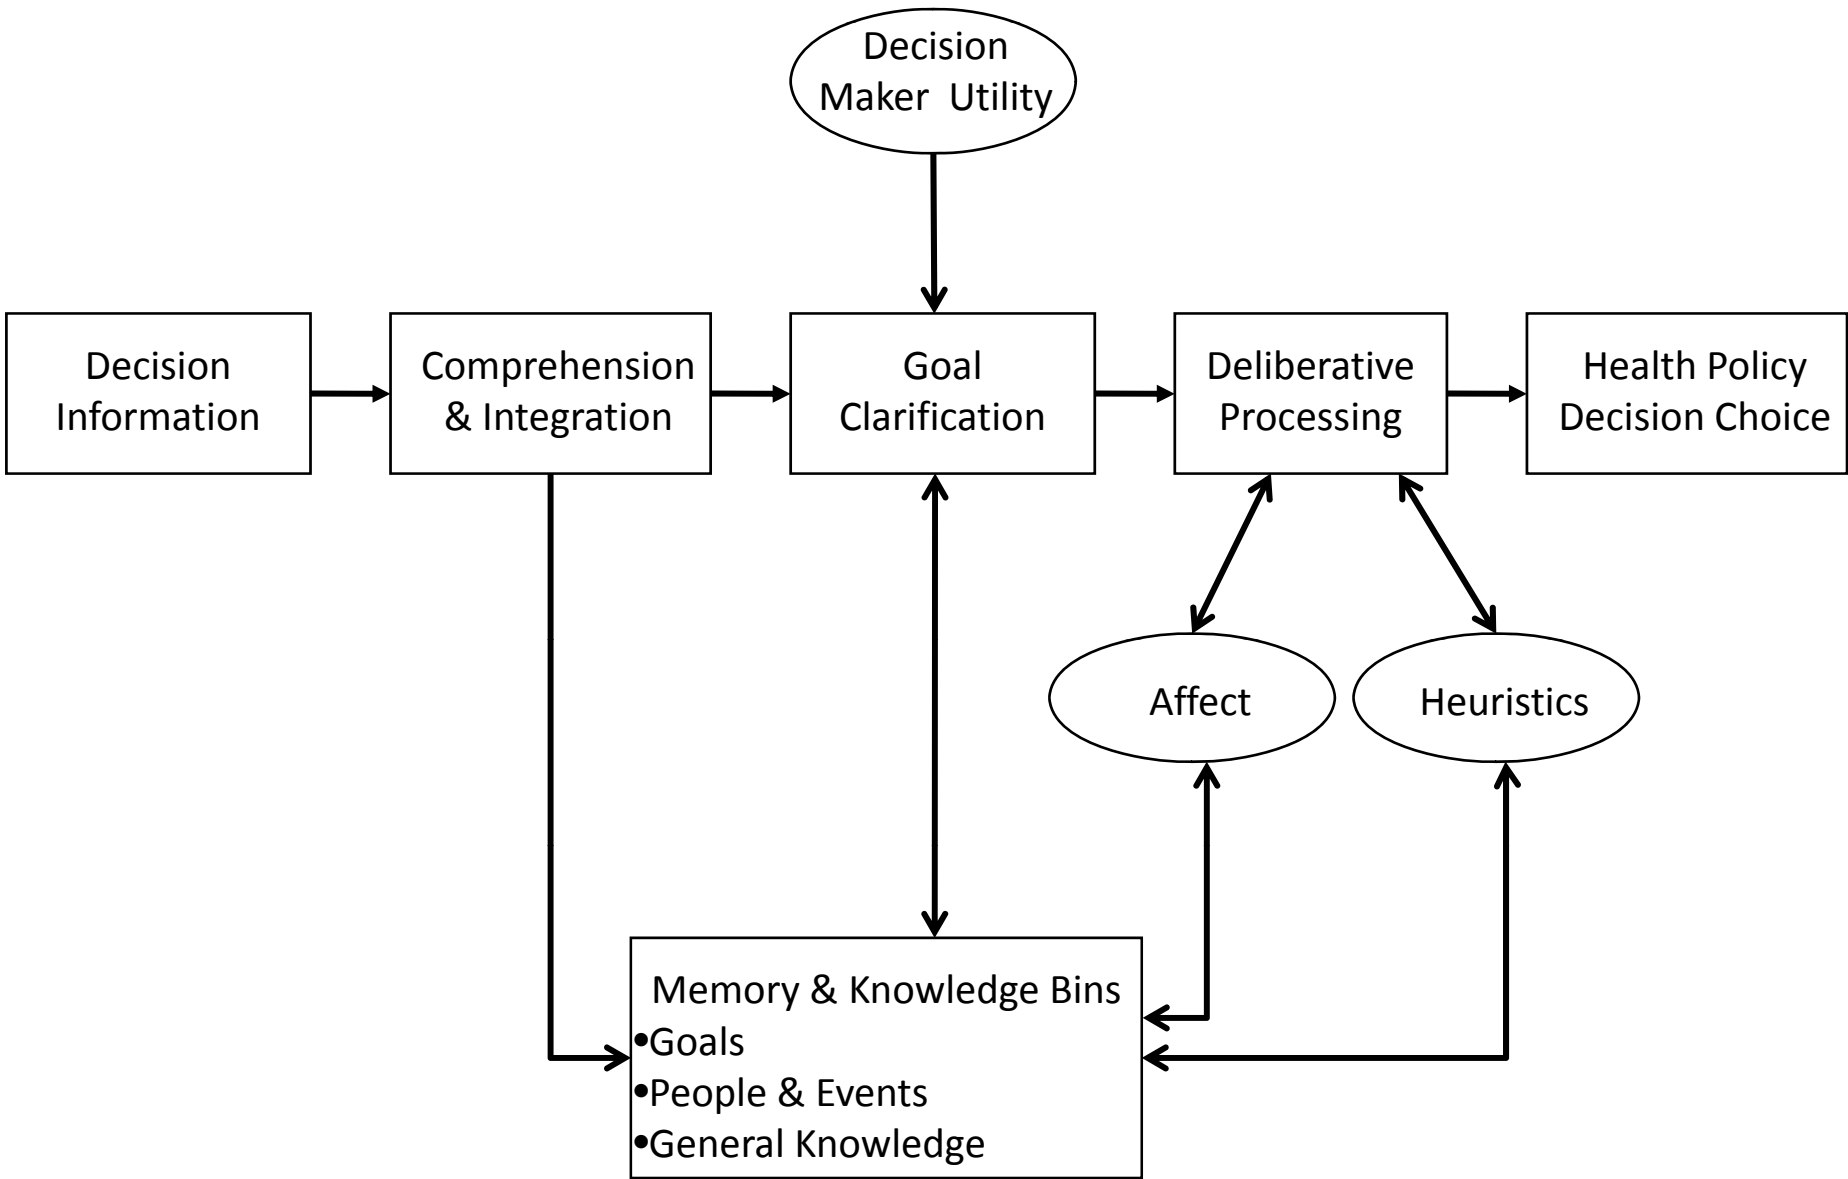 Decision
Maker Utility
Decision
Information
Comprehension
& Integration
Goal
Clarification
Deliberative
Processing
Health Policy
Decision Choice
Affect
Heuristics
Memory & Knowledge Bins
•Goals
•People & Events
•General Knowledge